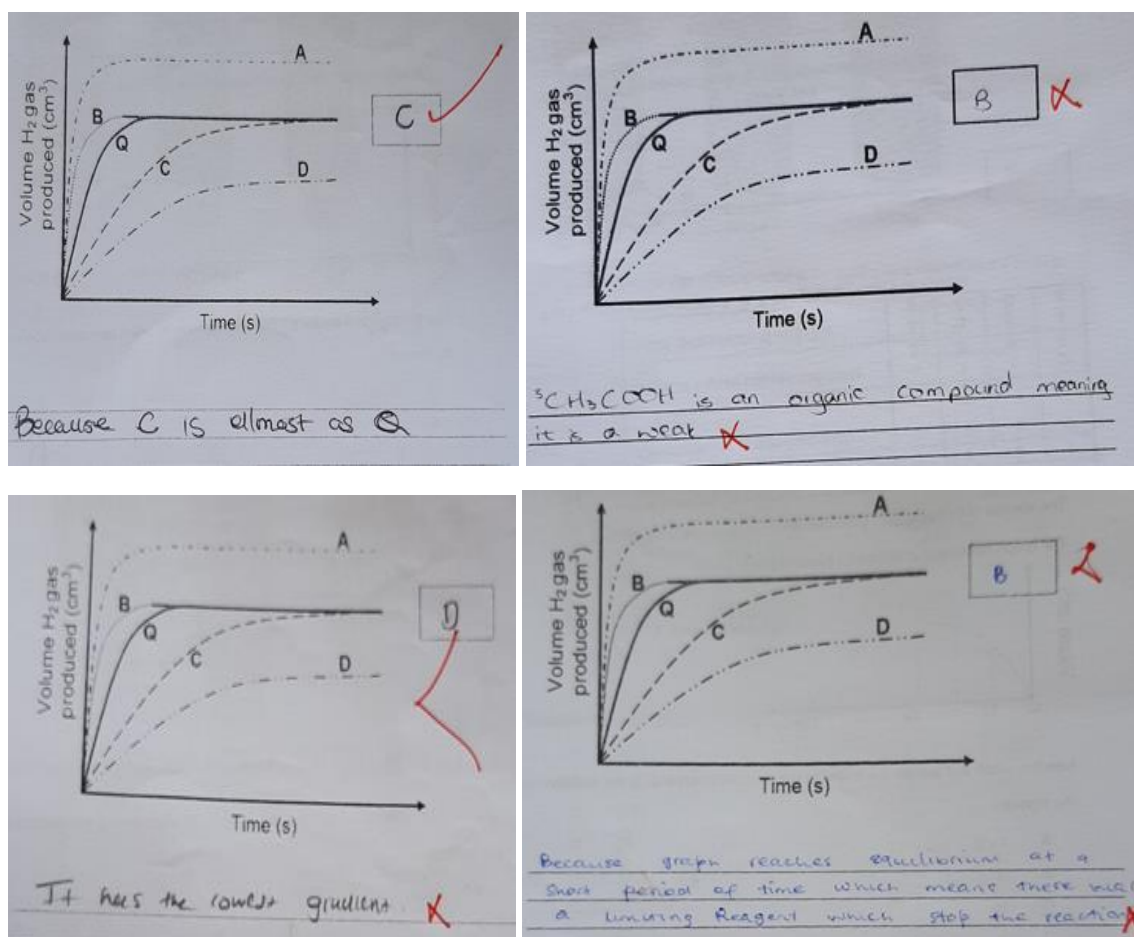 A
B
Q
C
D
Volume H₂ gas
produced (cm³)
Time (s)
C
Because C is ellmost as Q
A
B
Q
C
D
Volume H₂ gas
produced (cm³)
Time (s)
B
CH₃COOH is an organic compound meaning
it is a weak
A
B
Q
C
D
Volume H₂ gas
produced (cm³)
Time (s)
D
It has the lowest gradient
A
B
Q
C
D
Volume H₂ gas
produced (cm³)
Time (s)
B
Because graph reaches equilibrium at a
short period of time which means there
a limiting Reagent which stop the reaction